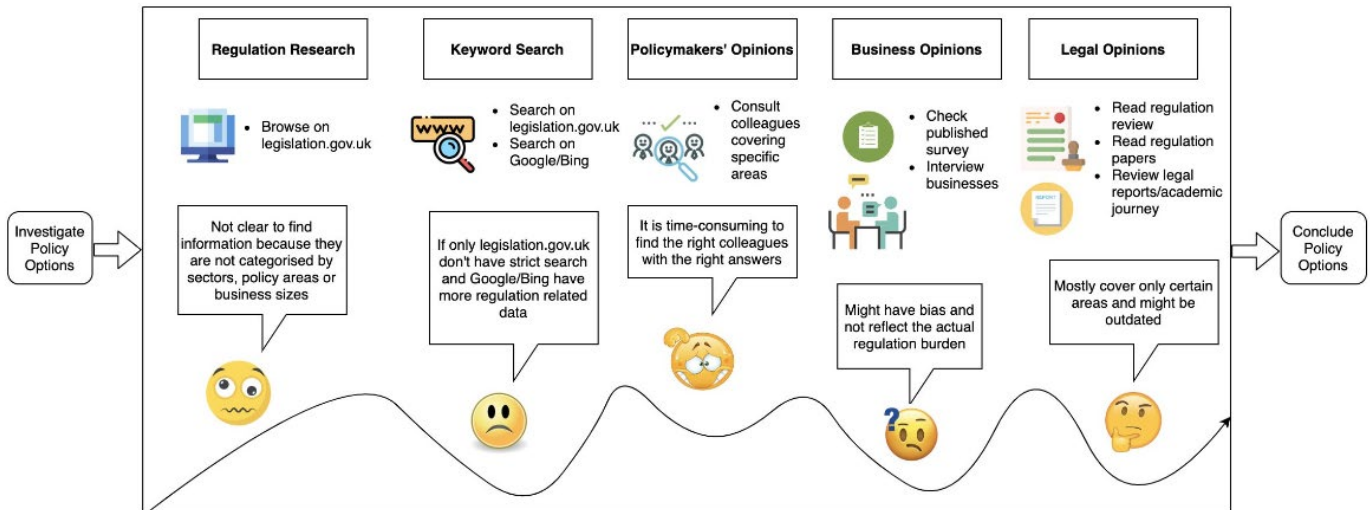 Regulation Research
Keyword Search
Policymakers' Opinions
Business Opinions
Legal Opinions
• Browse on
legislation.gov.uk
www
• Search on
legislation.gov.uk
• Search on
Google/Bing
• Consult
colleagues
covering
specific
areas
• Check
published
survey
• Interview
businesses
• Read regulation
review
• Read regulation
papers
• Review legal
reports/academic
journey
REPORT
Investigate
Policy
Options
Not clear to find
information because they
are not categorised by
sectors, policy areas or
business sizes
If only legislation.gov.uk
don't have strict search
and Google/Bing have
more regulation related
data
It is time-consuming to
find the right colleagues
with the right answers
Might have bias and
not reflect the actual
regulation burden
?
Mostly cover only certain
areas and might be
outdated
Conclude
Policy
Options